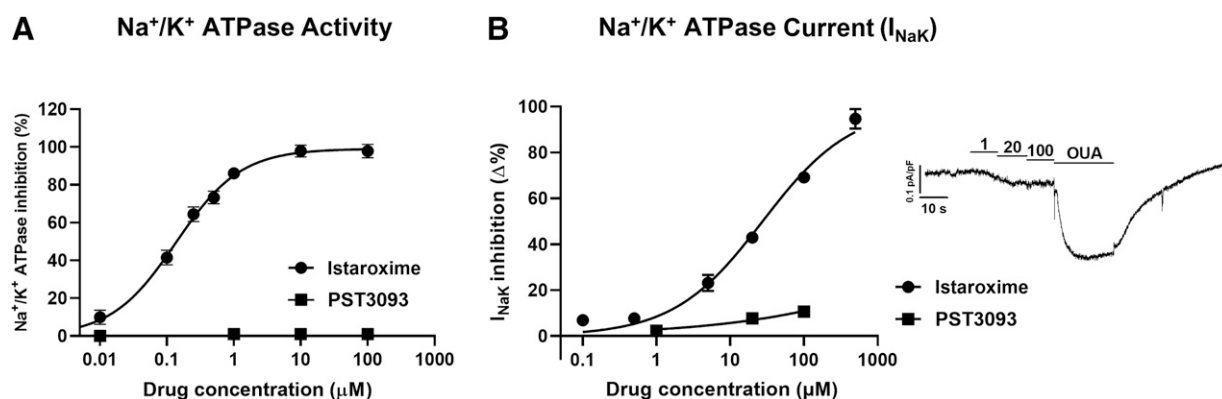 A
Na⁺/K⁺ ATPase Activity
Na⁺/K⁺ ATPase inhibition (%)
120
100
80
60
40
20
0
0.01
0.1
1
10
100
1000
Drug concentration (μM)
Istaroxime
PST3093
B
Na⁺/K⁺ ATPase Current (I_NaK)
I_NaK inhibition (Δ%)
100
80
60
40
20
0
0.1
1
10
100
1000
Drug concentration (μM)
Istaroxime
PST3093
1
20
100
OUA
0.1 pA/pF
10 s